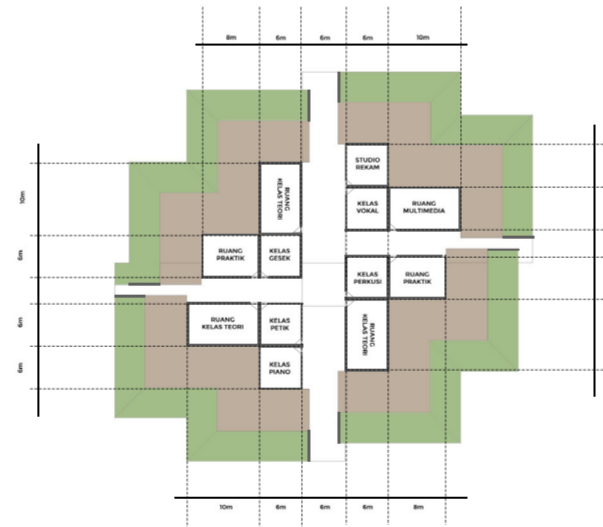 8m 6m 6m 6m 10m
STUDIO
REKAM
RUANG
KELAS TEORI
KELAS
VOKAL
RUANG
MULTIMEDIA
10m
RUANG
PRAKTIK
KELAS
GESEK
6m
KELAS
PERKUSI
RUANG
PRAKTIK
RUANG
KELAS TEORI
KELAS
PETIK
6m
RUANG
KELAS TEORI
KELAS
PIANO
6m
10m 6m 6m 6m 8m